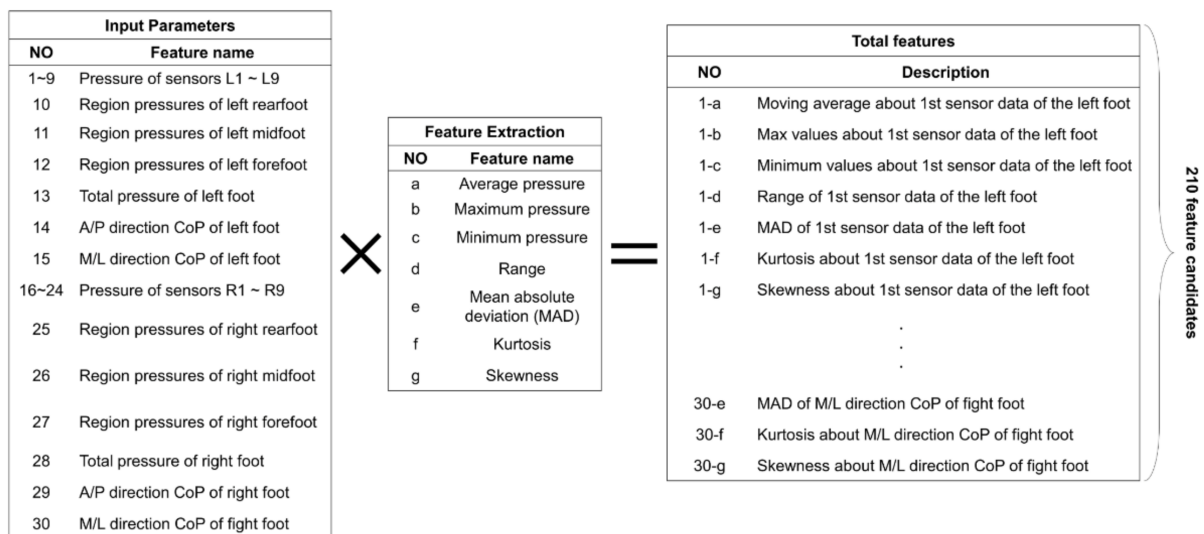 Input Parameters
NO Feature name
1~9 Pressure of sensors L1 ~ L9
10 Region pressures of left rearfoot
11 Region pressures of left midfoot
12 Region pressures of left forefoot
13 Total pressure of left foot
14 A/P direction CoP of left foot
15 M/L direction CoP of left foot
16~24 Pressure of sensors R1 ~ R9
25 Region pressures of right rearfoot
26 Region pressures of right midfoot
27 Region pressures of right forefoot
28 Total pressure of right foot
29 A/P direction CoP of right foot
30 M/L direction CoP of fight foot
×
Feature Extraction
NO Feature name
a Average pressure
b Maximum pressure
c Minimum pressure
d Range
e Mean absolute
deviation (MAD)
f Kurtosis
g Skewness
=
Total features
NO Description
1-a Moving average about 1st sensor data of the left foot
1-b Max values about 1st sensor data of the left foot
1-c Minimum values about 1st sensor data of the left foot
1-d Range of 1st sensor data of the left foot
1-e MAD of 1st sensor data of the left foot
1-f Kurtosis about 1st sensor data of the left foot
1-g Skewness about 1st sensor data of the left foot
.
.
.
30-e MAD of M/L direction CoP of fight foot
30-f Kurtosis about M/L direction CoP of fight foot
30-g Skewness about M/L direction CoP of fight foot
210 feature candidates